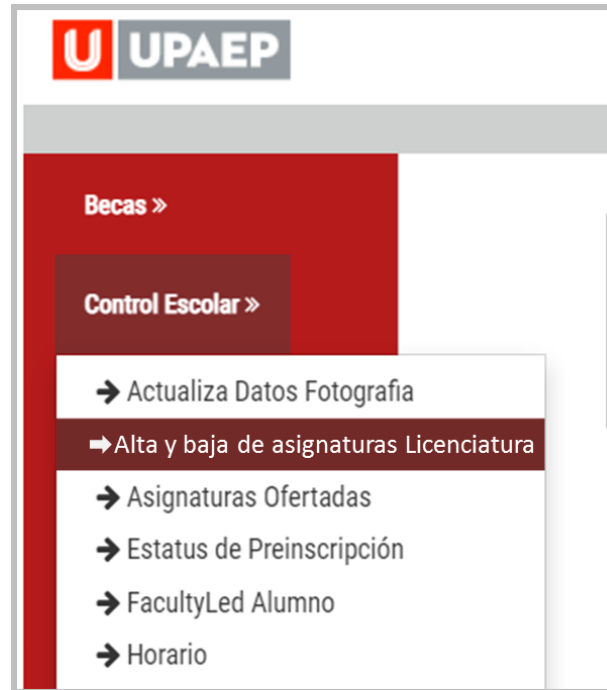 U UPAEP
Becas »
Control Escolar »
➔ Actualiza Datos Fotografia
➡Alta y baja de asignaturas Licenciatura
➔ Asignaturas Ofertadas
➔ Estatus de Preinscripción
➔ FacultyLed Alumno
➔ Horario